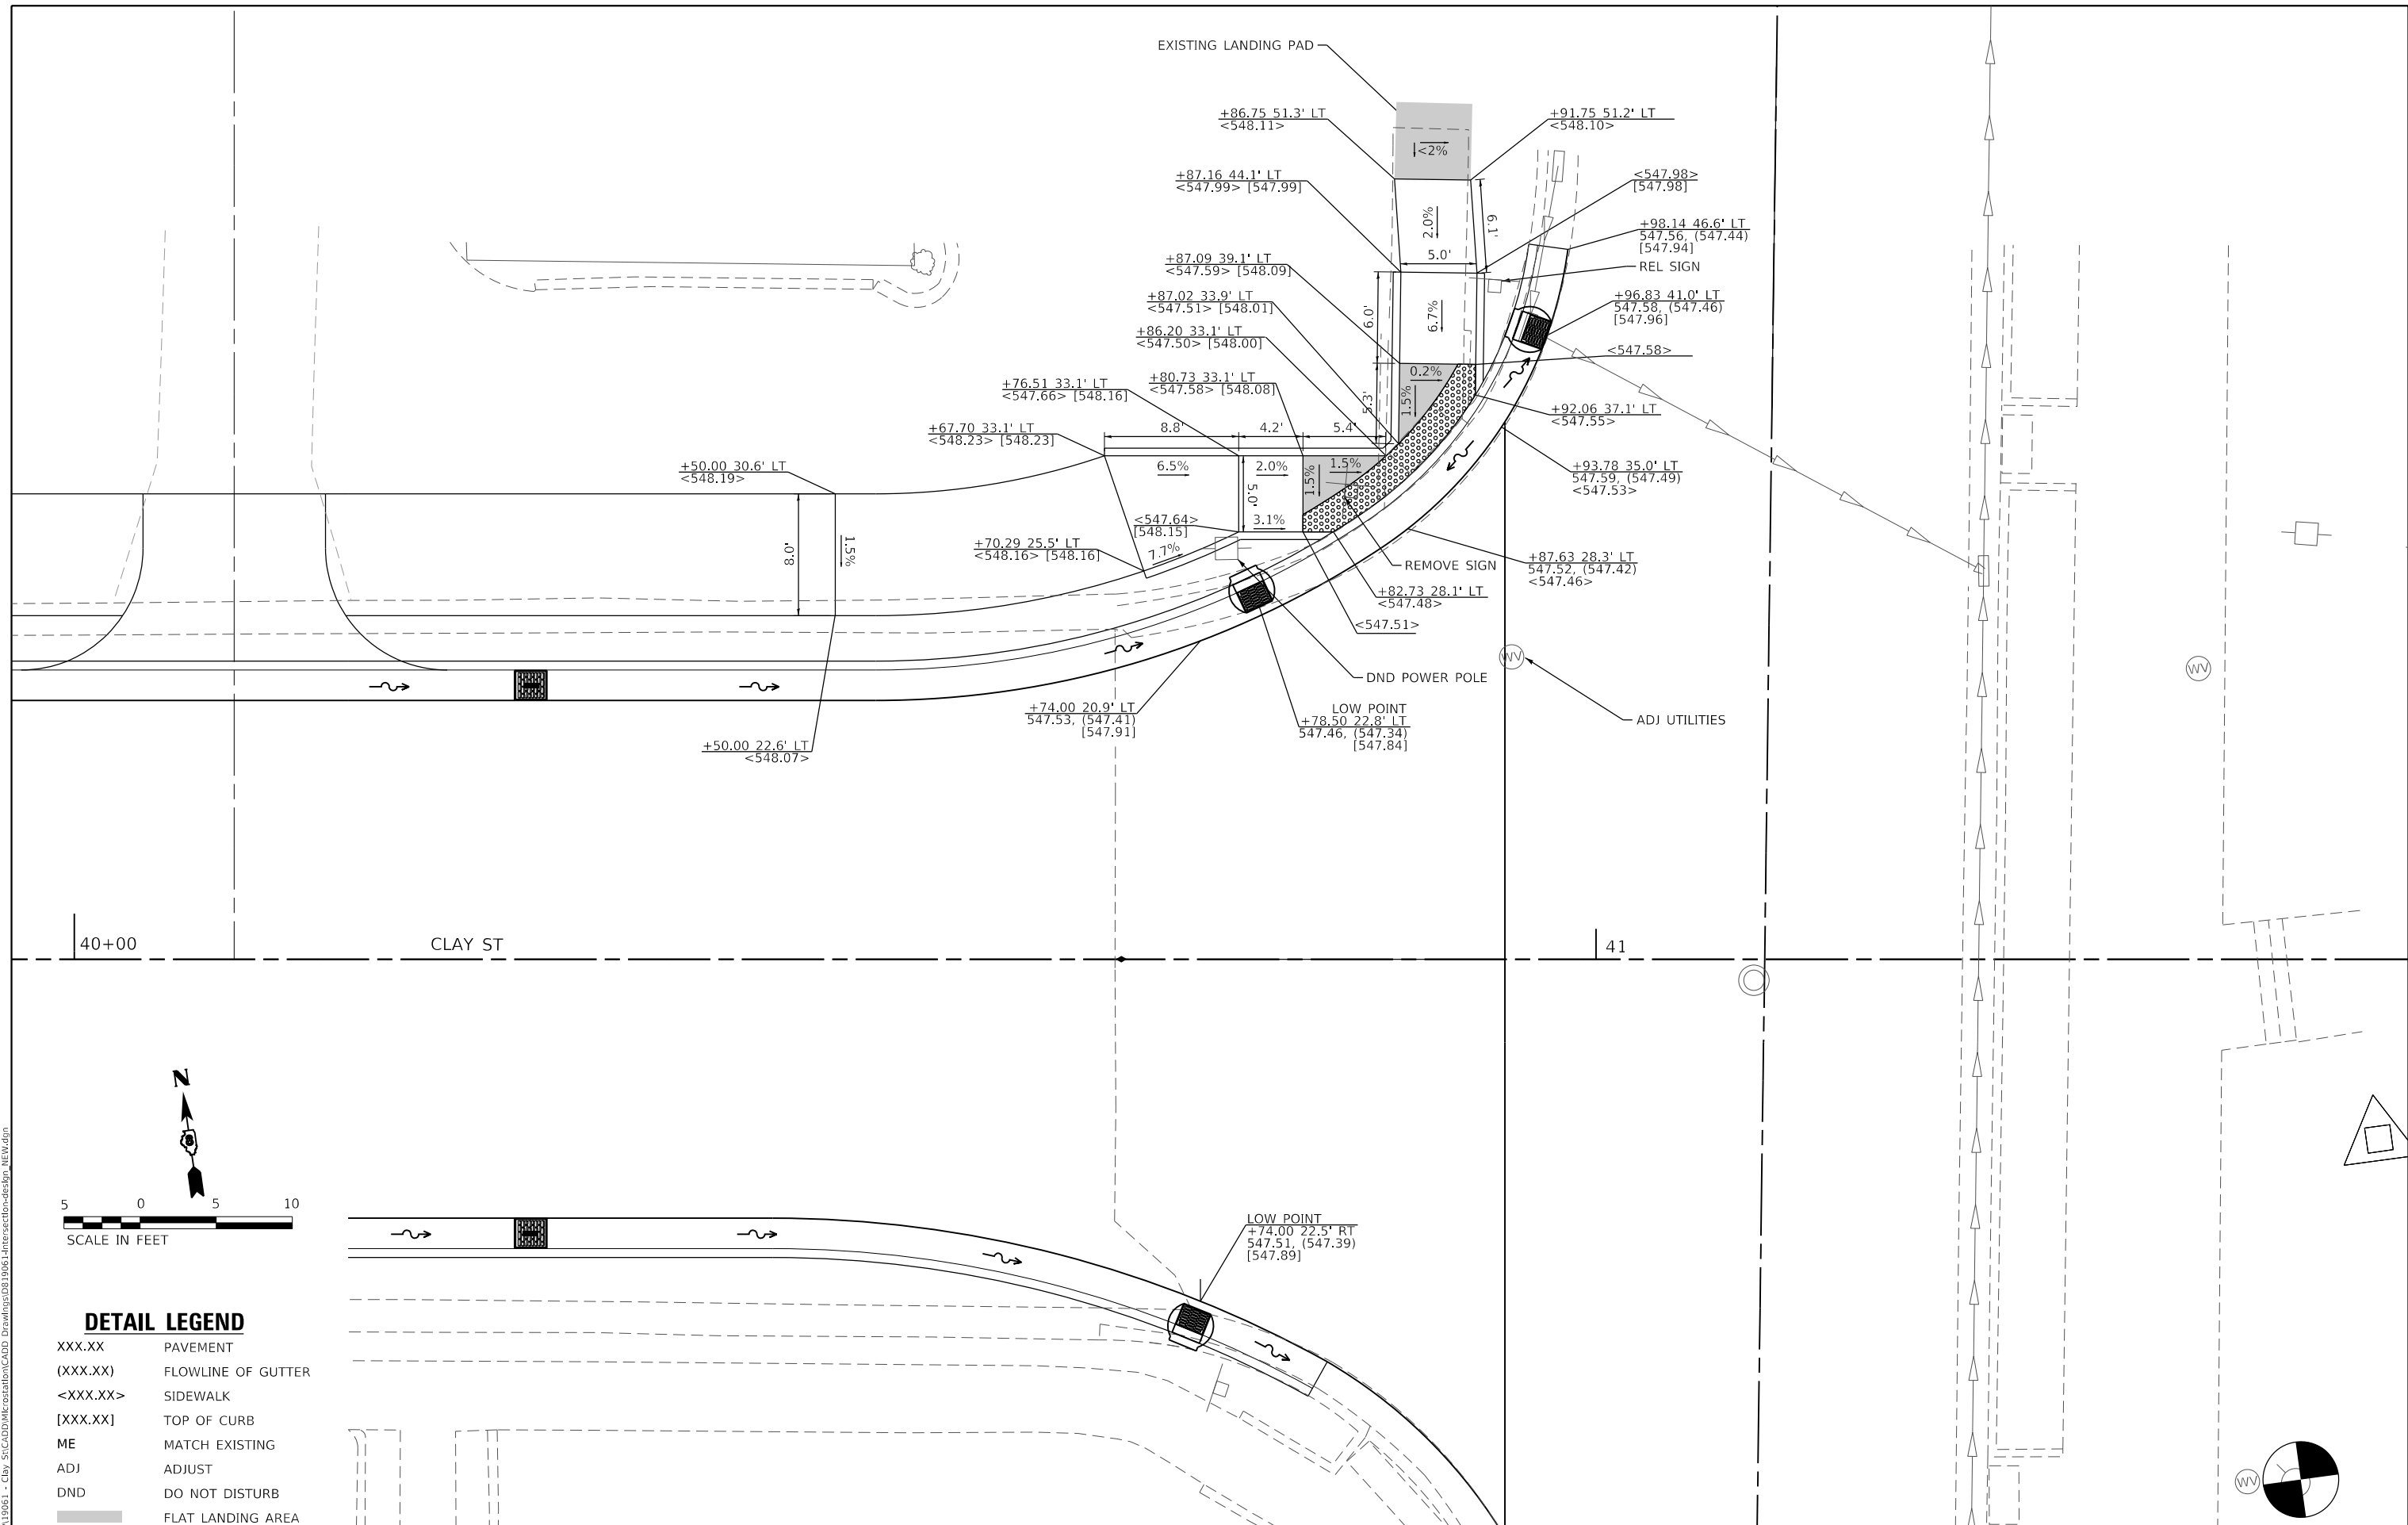 EXISTING LANDING PAD
+86.75 51.3' LT
<548.11>
+91.75 51.2' LT
<548.10>
<2%
+87.16 44.1' LT
<547.99> [547.99]
<547.98>
[547.98]
2.0%
6.1'
5.0'
+98.14 46.6' LT
547.56, (547.44)
[547.94]
REL SIGN
+87.09 39.1' LT
<547.59> [548.09]
+87.02 33.9' LT
<547.51> [548.01]
+86.20 33.1' LT
<547.50> [548.00]
6.0'
6.7%
+96.83 41.0' LT
547.58, (547.46)
[547.96]
<547.58>
+76.51 33.1' LT
<547.66> [548.16]
+80.73 33.1' LT
<547.58> [548.08]
0.2%
1.5%
5.3'
+92.06 37.1' LT
<547.55>
+67.70 33.1' LT
<548.23> [548.23]
8.8'
4.2'
5.4'
+50.00 30.6' LT
<548.19>
6.5%
2.0%
1.5%
1.5%
5.0'
+93.78 35.0' LT
547.59, (547.49)
<547.53>
8.0'
1.5%
<547.64>
[548.15]
3.1%
+70.29 25.5' LT
<548.16> [548.16]
7.7%
REMOVE SIGN
+87.63 28.3' LT
547.52, (547.42)
<547.46>
+82.73 28.1' LT
<547.48>
<547.51>
WV
DND POWER POLE
WV
+74.00 20.9' LT
547.53, (547.41)
[547.91]
LOW POINT
+78.50 22.8' LT
547.46, (547.34)
[547.84]
ADJ UTILITIES
+50.00 22.6' LT
<548.07>
40+00
CLAY ST
41
N
8
5 0 5 10
SCALE IN FEET
LOW POINT
+74.00 22.5' RT
547.51, (547.39)
[547.89]
DETAIL LEGEND
XXX.XX PAVEMENT
(XXX.XX) FLOWLINE OF GUTTER
<XXX.XX> SIDEWALK
[XXX.XX] TOP OF CURB
ME MATCH EXISTING
ADJ ADJUST
DND DO NOT DISTURB
FLAT LANDING AREA
WV